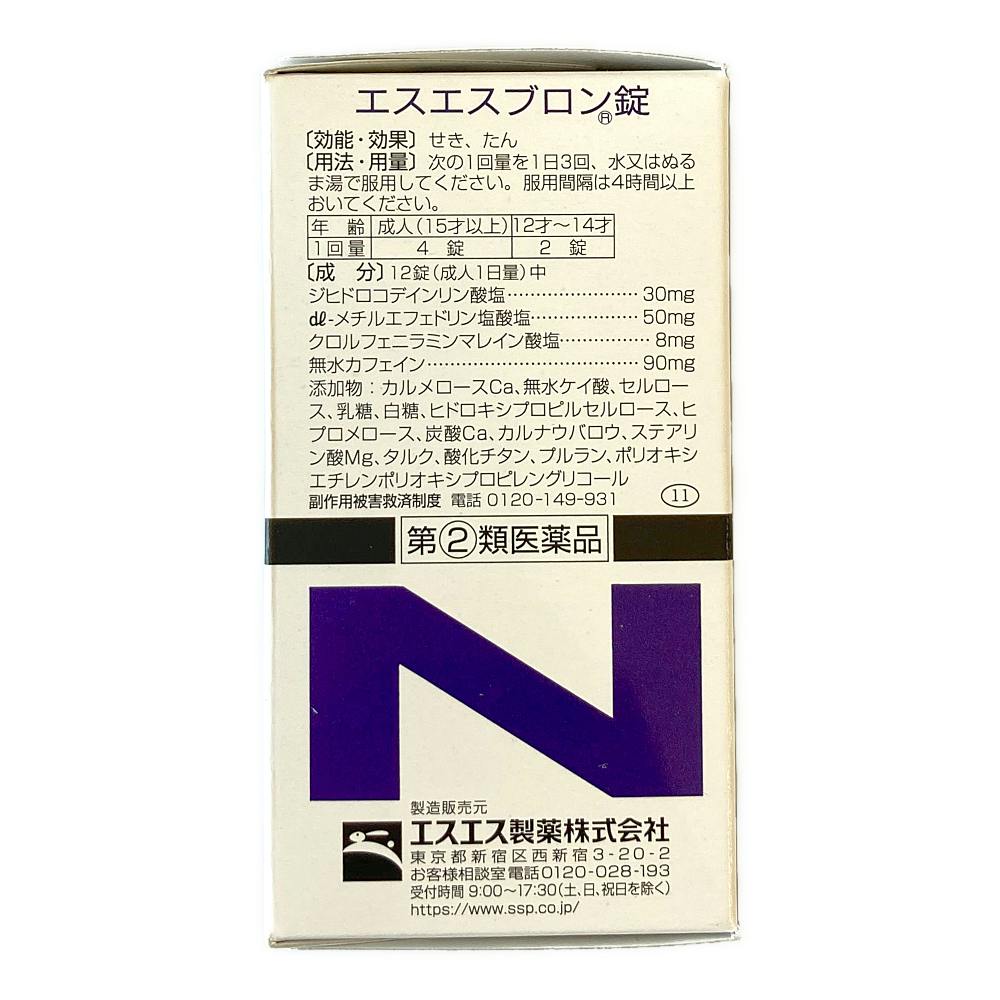 エスエスブロン®錠
〔効能・効果〕せき、たん
〔用法・用量〕次の1回量を1日3回、水又はぬる
ま湯で服用してください。服用間隔は4時間以上
おいてください。
年 齢 成人（15才以上） 12才～14才
1回量 4 錠 2 錠
〔成 分〕12錠（成人1日量）中
ジヒドロコデインリン酸塩…………………… 30mg
dℓ-メチルエフェドリン塩酸塩……………… 50mg
クロルフェニラミンマレイン酸塩…………… 8mg
無水カフェイン………………………………… 90mg
添加物：カルメロースCa、無水ケイ酸、セルロー
ス、乳糖、白糖、ヒドロキシプロピルセルロース、ヒ
プロメロース、炭酸Ca、カルナウバロウ、ステアリ
ン酸Mg、タルク、酸化チタン、プルラン、ポリオキシ
エチレンポリオキシプロピレングリコール
副作用被害救済制度 電話 0120-149-931 11
第②類医薬品
N
製造販売元
エスエス製薬株式会社
東京都新宿区西新宿3-20-2
お客様相談室電話0120-028-193
受付時間 9:00～17:30（土、日、祝日を除く）
https://www.ssp.co.jp/